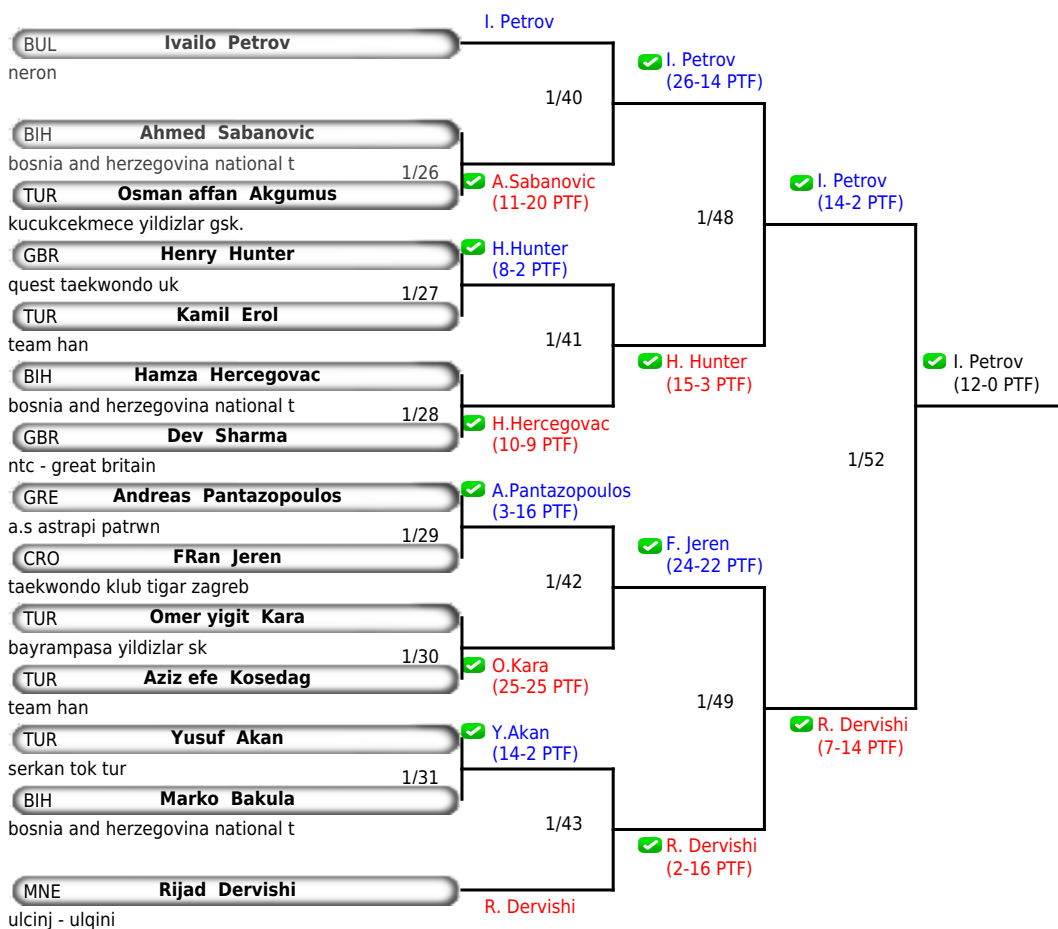 I. Petrov
BUL Ivailo Petrov
neron
I. Petrov
(26-14 PTF)
1/40
BIH Ahmed Sabanovic
bosnia and herzegovina national t
1/26
A.Sabanovic
(11-20 PTF)
TUR Osman affan Akgumus
kucukcekmece yildizlar gsk.
I. Petrov
(14-2 PTF)
1/48
GBR Henry Hunter
quest taekwondo uk
H.Hunter
(8-2 PTF)
1/27
TUR Kamil Erol
team han
1/41
H. Hunter
(15-3 PTF)
I. Petrov
(12-0 PTF)
BIH Hamza Hercegovac
bosnia and herzegovina national t
1/28
H.Hercegovac
(10-9 PTF)
GBR Dev Sharma
ntc - great britain
1/52
GRE Andreas Pantazopoulos
a.s astrapi patrwn
A.Pantazopoulos
(3-16 PTF)
1/29
CRO FRan Jeren
taekwondo klub tigar zagreb
F. Jeren
(24-22 PTF)
1/42
TUR Omer yigit Kara
bayrampasa yildizlar sk
1/30
O.Kara
(25-25 PTF)
TUR Aziz efe Kosedag
team han
1/49
R. Dervishi
(7-14 PTF)
TUR Yusuf Akan
serkan tok tur
Y.Akan
(14-2 PTF)
1/31
BIH Marko Bakula
bosnia and herzegovina national t
1/43
R. Dervishi
(2-16 PTF)
MNE Rijad Dervishi
ulcinj - ulqini
R. Dervishi